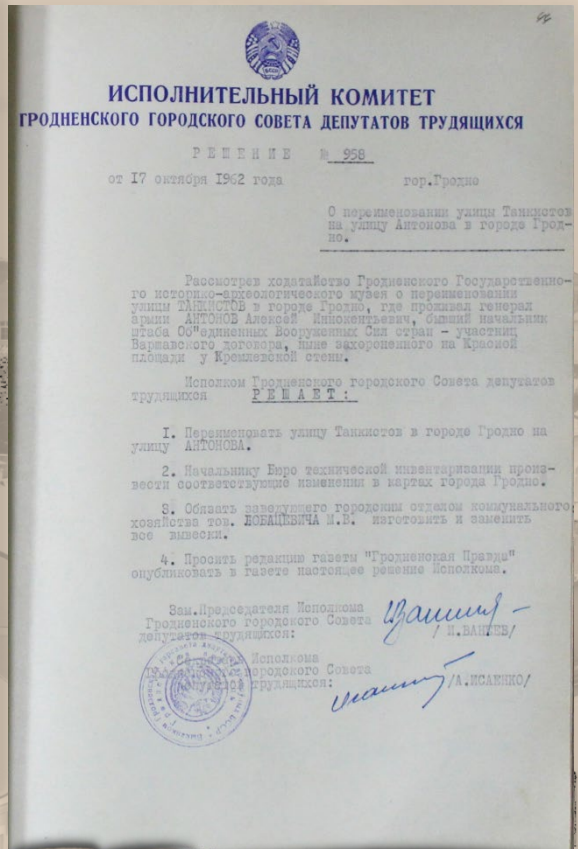 ИСПОЛНИТЕЛЬНЫЙ КОМИТЕТ
ГРОДНЕНСКОГО ГОРОДСКОГО СОВЕТА ДЕПУТАТОВ ТРУДЯЩИХСЯ
РЕШЕНИЕ № 958
от 17 октября 1962 года гор.Гродно
О переименовании улицы Танкистов
на улицу Антонова в городе Грод-
но.
Рассмотрев ходатайство Гродненского Государственно-
го историко-археологического музея о переименовании
улицы ТАНКИСТОВ в городе Гродно, где проживал генерал
армии АНТОНОВ Алексей Иннокентьевич, бывший начальник
штаба Об"единенных Вооруженных Сил стран - участниц
Варшавского договора, ныне захороненного на Красной
площади у Кремлевской стены.
Исполком Гродненского городского Совета депутатов
трудящихся РЕШАЕТ:
1. Переименовать улицу Танкистов в городе Гродно на
улицу АНТОНОВА.
2. Начальнику Бюро технической инвентаризации произ-
вести соответствующие изменения в картах города Гродно.
3. Обязать заведующего городским отделом коммунального
хозяйства тов. ЛОБАЦЕВИЧА М.В. изготовить и заменить
все вывески.
4. Просить редакцию газеты "Гродненская Правда"
опубликовать в газете настоящее решение Исполкома.
Зам.Председателя Исполкома
Гродненского городского Совета
депутатов трудящихся: / И.ВАНЕЕВ/
Исполкома
городского Совета
трудящихся: /А.ИСАЕНКО/